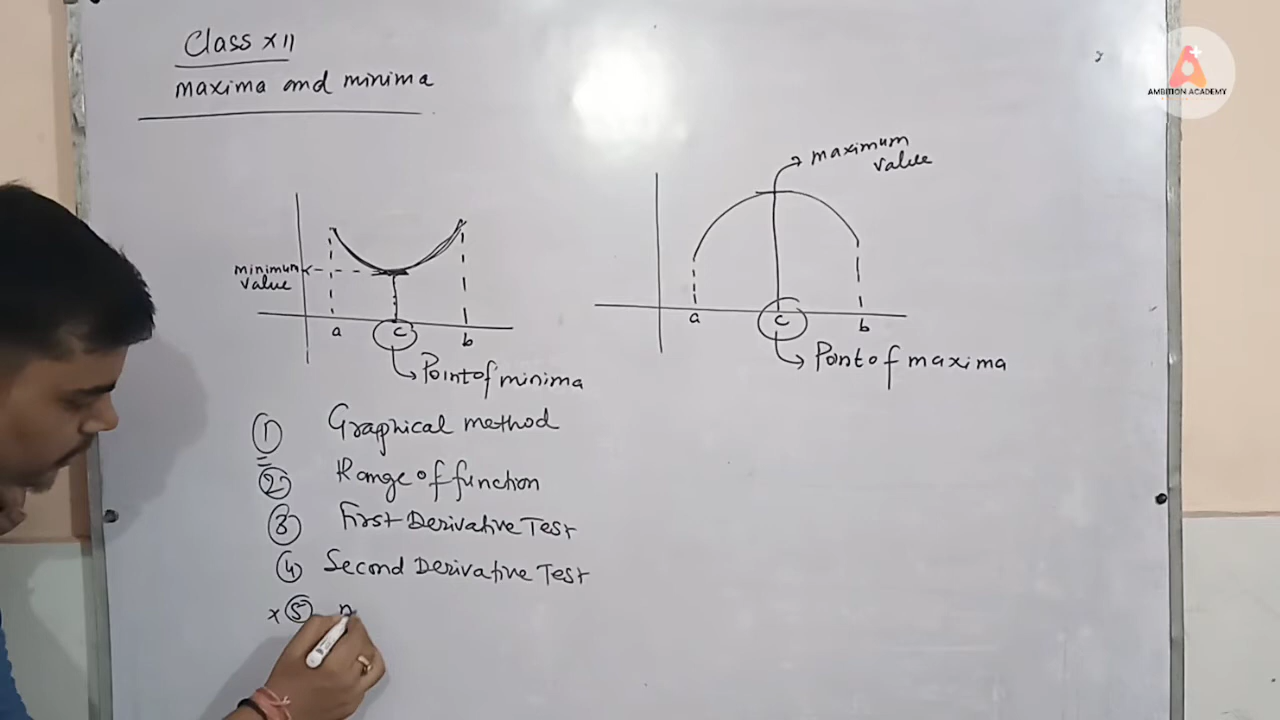 Class XII
maxima and minima
AMBITION ACADEMY
maximum
value
minimum
value
a
c
b
Point of minima
a
c
b
Point of maxima
1 Graphical method
2 Range of function
3 First Derivative Test
4 Second Derivative Test
x 5 n